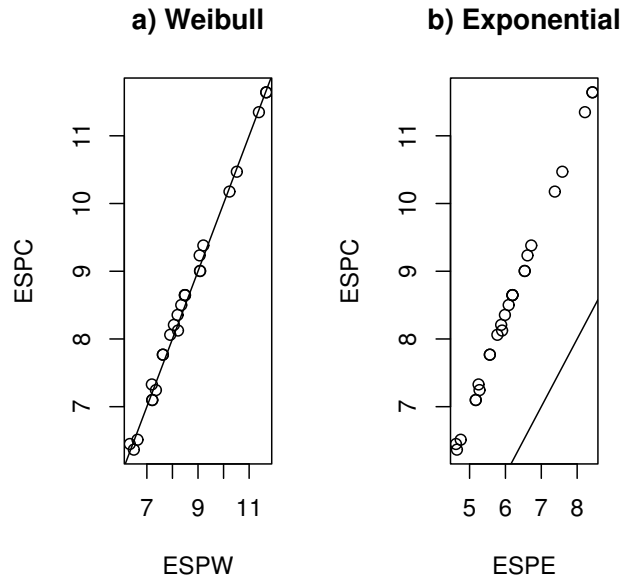 a) Weibull
ESPC
7 8 9 10 11
7 9 11
ESPW
b) Exponential
ESPC
7 8 9 10 11
5 6 7 8
ESPE